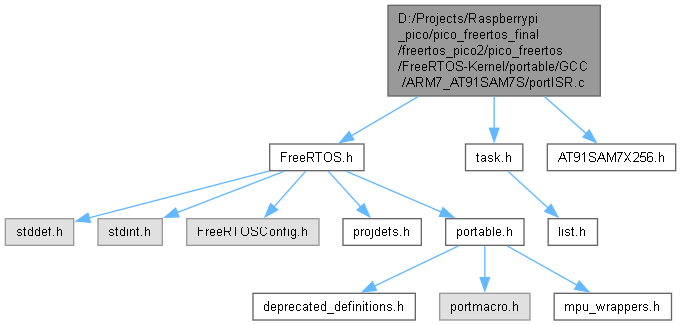 D:/Projects/Raspberrypi
_pico/pico_freertos_final
/freertos_pico2/pico_freertos
/FreeRTOS-Kernel/portable/GCC
/ARM7_AT91SAM7S/portISR.c
FreeRTOS.h
task.h
AT91SAM7X256.h
stddef.h
stdint.h
FreeRTOSConfig.h
projdefs.h
portable.h
list.h
deprecated_definitions.h
portmacro.h
mpu_wrappers.h